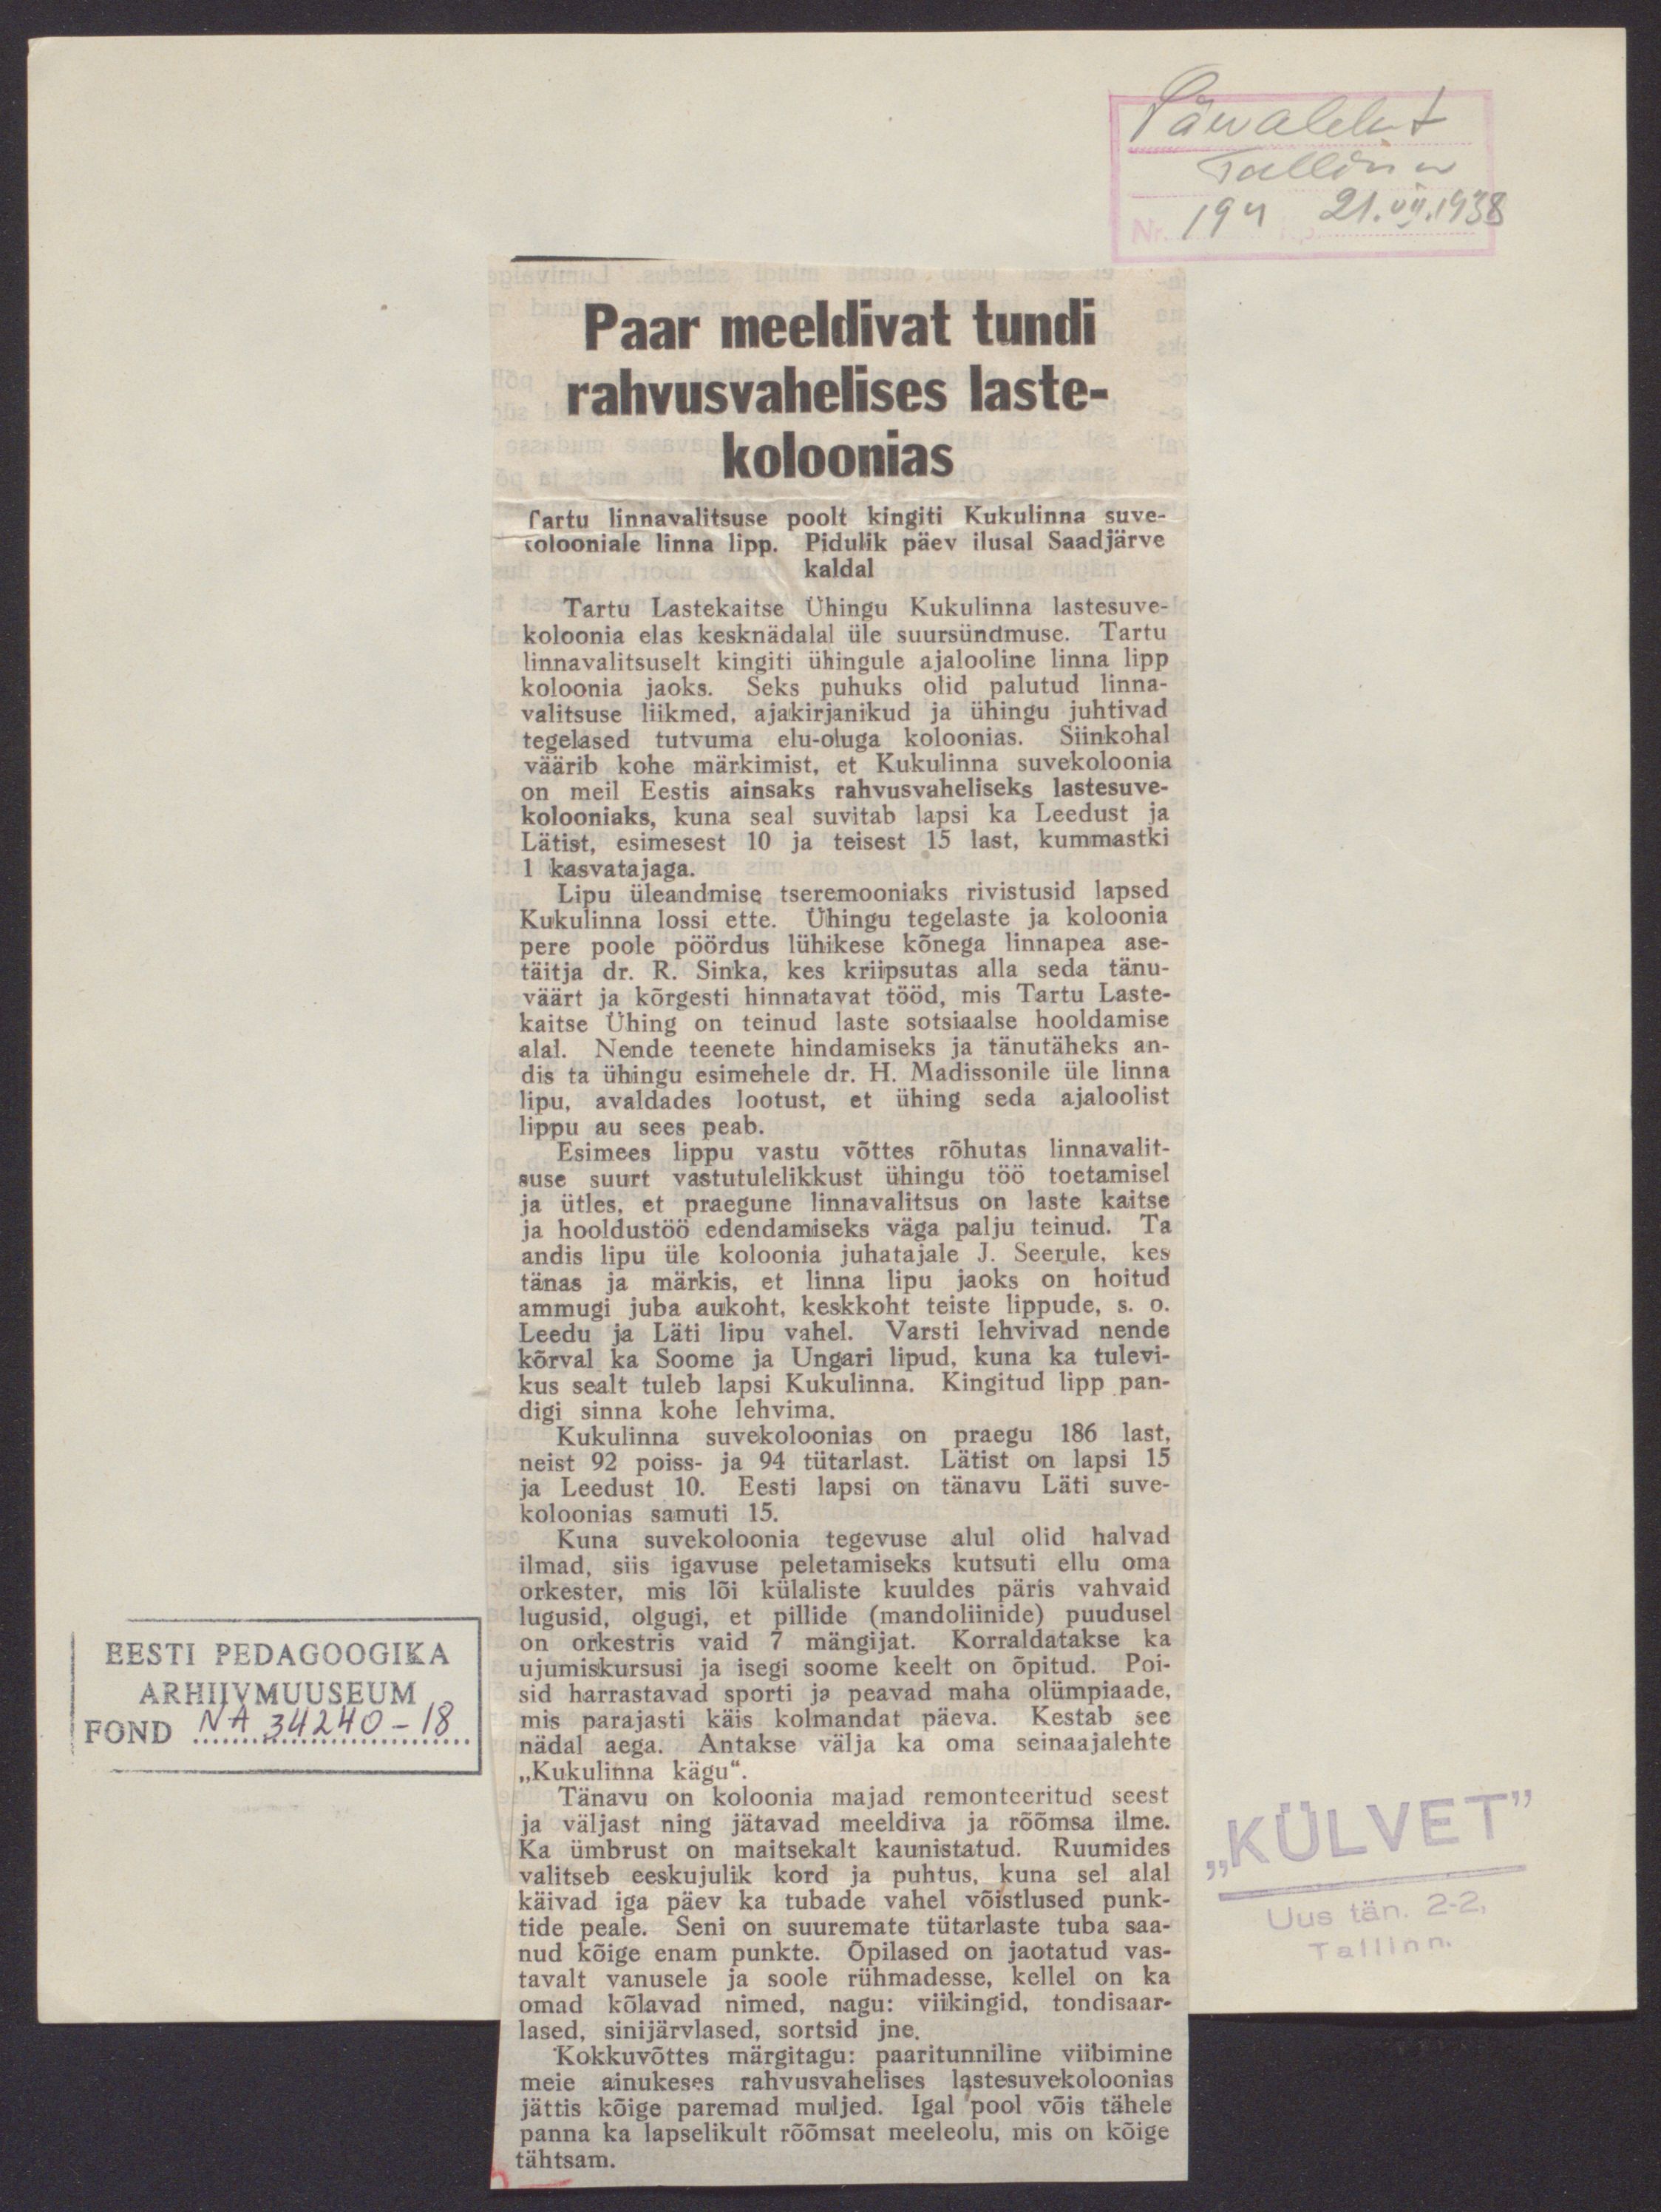 Päevaleht
Tallinn
Nr. 194 21.VII.1938
Paar meeldivat tundi
rahvusvahelises laste-
koloonias
Tartu linnavalitsuse poolt kingiti Kukulinna suve-
kolooniale linna lipp. Pidulik päev ilusal Saadjärve
kaldal
Tartu Lastekaitse Ühingu Kukulinna lastesuve-
koloonia elas kesknädalal üle suursündmuse. Tartu
linnavalitsuselt kingiti ühingule ajalooline linna lipp
koloonia jaoks. Seks puhuks olid palutud linna-
valitsuse liikmed, ajakirjanikud ja ühingu juhtivad
tegelased tutvuma elu-oluga koloonias. Siinkohal
väärib kohe märkimist, et Kukulinna suvekoloonia
on meil Eestis ainsaks rahvusvaheliseks lastesuve-
kolooniaks, kuna seal suvitab lapsi ka Leedust ja
Lätist, esimesest 10 ja teisest 15 last, kummastki
1 kasvatajaga.
Lipu üleandmise tseremooniaks rivistusid lapsed
Kukulinna lossi ette. Ühingu tegelaste ja koloonia
pere poole pöördus lühikese kõnega linnapea ase-
täitja dr. R. Sinka, kes kriipsutas alla seda tänu-
väärt ja kõrgesti hinnatavat tööd, mis Tartu Laste-
kaitse Ühing on teinud laste sotsiaalse hooldamise
alal. Nende teenete hindamiseks ja tänutäheks an-
dis ta ühingu esimehele dr. H. Madissonile üle linna
lipu, avaldades lootust, et ühing seda ajaloolist
lippu au sees peab.
Esimees lippu vastu võttes rõhutas linnavalit-
suse suurt vastutulelikkust ühingu töö toetamisel
ja ütles, et praegune linnavalitsus on laste kaitse
ja hooldustöö edendamiseks väga palju teinud. Ta
andis lipu üle koloonia juhatajale J. Seerule, kes
tänas ja märkis, et linna lipu jaoks on hoitud
ammugi juba aukoht, keskkoht teiste lippude, s. o.
Leedu ja Läti lipu vahel. Varsti lehvivad nende
kõrval ka Soome ja Ungari lipud, kuna ka tulevi-
kus sealt tuleb lapsi Kukulinna. Kingitud lipp pan-
digi sinna kohe lehvima.
Kukulinna suvekoloonias on praegu 186 last,
neist 92 poiss- ja 94 tütarlast. Lätist on lapsi 15
ja Leedust 10. Eesti lapsi on tänavu Läti suve-
koloonias samuti 15.
Kuna suvekoloonia tegevuse alul olid halvad
ilmad, siis igavuse peletamiseks kutsuti ellu oma
orkester, mis lõi külaliste kuuldes päris vahvaid
lugusid, olgugi, et pillide (mandoliinide) puudusel
on orkestris vaid 7 mängijat. Korraldatakse ka
ujumiskursusi ja isegi soome keelt on õpitud. Poi-
sid harrastavad sporti ja peavad maha olümpiaade,
mis parajasti käis kolmandat päeva. Kestab see
nädal aega. Antakse välja ka oma seinaajalehte
„Kukulinna kägu“.
Tänavu on koloonia majad remonteeritud seest
ja väljast ning jätavad meeldiva ja rõõmsa ilme.
Ka ümbrust on maitsekalt kaunistatud. Ruumides
valitseb eeskujulik kord ja puhtus, kuna sel alal
käivad iga päev ka tubade vahel võistlused punk-
tide peale. Seni on suuremate tütarlaste tuba saa-
nud kõige enam punkte. Õpilased on jaotatud vas-
tavalt vanusele ja soole rühmadesse, kellel on ka
omad kõlavad nimed, nagu: viikingid, tondisaar-
lased, sinijärvlased, sortsid jne.
Kokkuvõttes märgitagu: paaritunniline viibimine
meie ainukeses rahvusvahelises lastesuvekoloonias
jättis kõige paremad muljed. Igal pool võis tähele
panna ka lapselikult rõõmsat meeleolu, mis on kõige
tähtsam.
EESTI PEDAGOOGIKA
ARHIIVMUUSEUM
FOND NA 34240-18
„KÜLVET”
Uus tän. 2-2,
Tallinn.